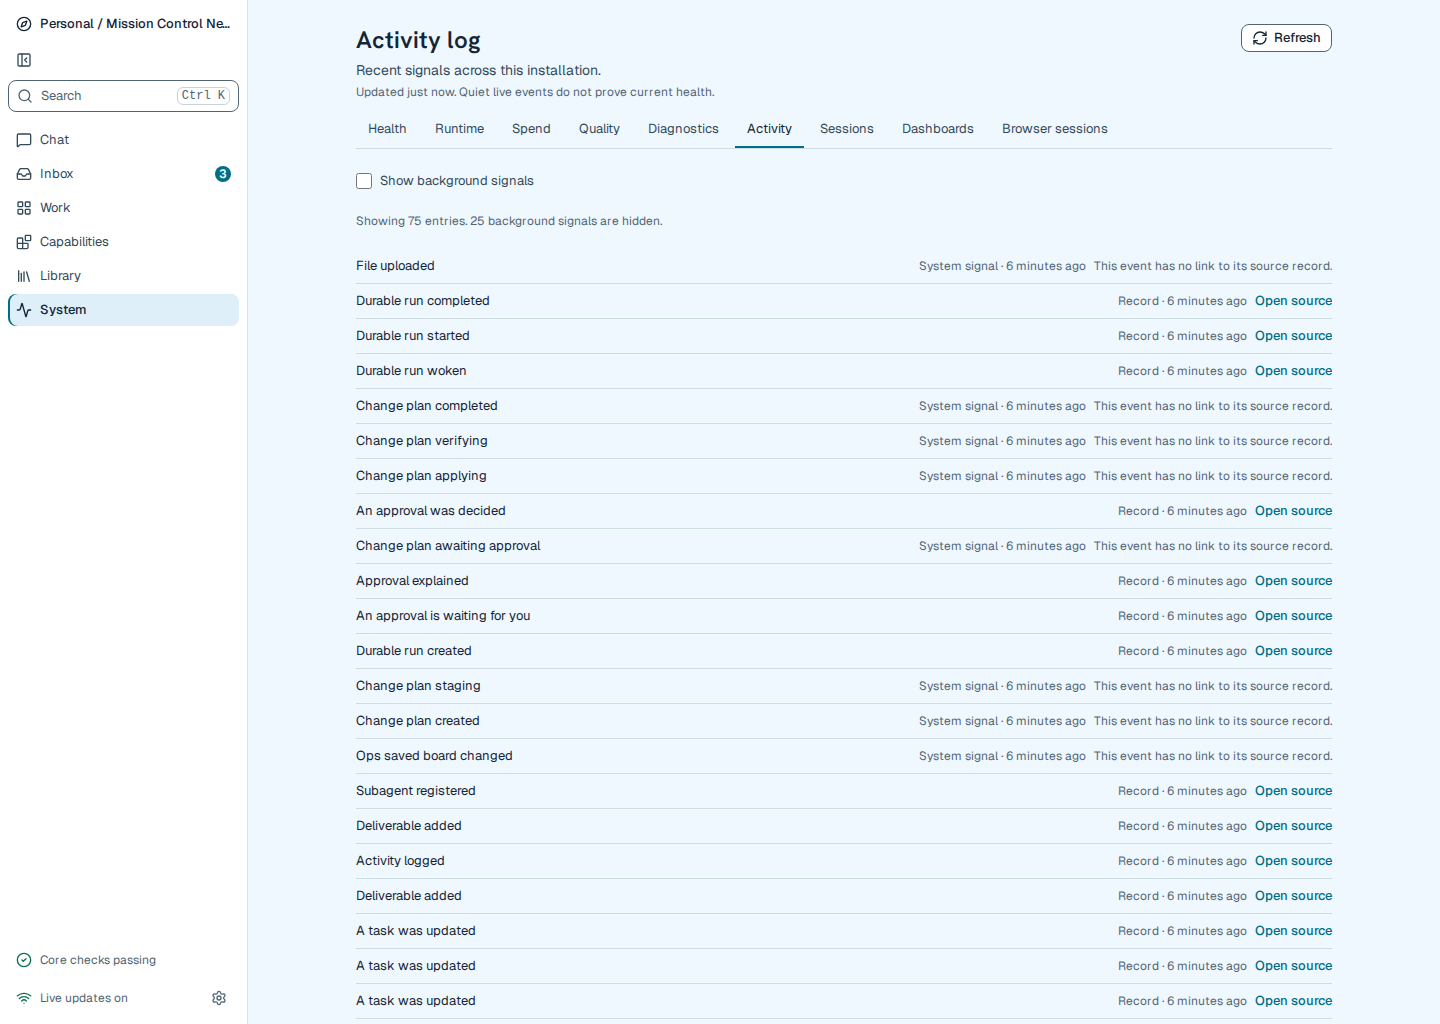 Personal / Mission Control Ne...
Search
Ctrl K
Chat
Inbox
3
Work
Capabilities
Library
System
Core checks passing
Live updates on
Activity log
Refresh
Recent signals across this installation.
Updated just now. Quiet live events do not prove current health.
Health Runtime Spend Quality Diagnostics Activity Sessions Dashboards Browser sessions
Show background signals
Showing 75 entries. 25 background signals are hidden.
File uploaded System signal · 6 minutes ago This event has no link to its source record.
Durable run completed Record · 6 minutes ago Open source
Durable run started Record · 6 minutes ago Open source
Durable run woken Record · 6 minutes ago Open source
Change plan completed System signal · 6 minutes ago This event has no link to its source record.
Change plan verifying System signal · 6 minutes ago This event has no link to its source record.
Change plan applying System signal · 6 minutes ago This event has no link to its source record.
An approval was decided Record · 6 minutes ago Open source
Change plan awaiting approval System signal · 6 minutes ago This event has no link to its source record.
Approval explained Record · 6 minutes ago Open source
An approval is waiting for you Record · 6 minutes ago Open source
Durable run created Record · 6 minutes ago Open source
Change plan staging System signal · 6 minutes ago This event has no link to its source record.
Change plan created System signal · 6 minutes ago This event has no link to its source record.
Ops saved board changed System signal · 6 minutes ago This event has no link to its source record.
Subagent registered Record · 6 minutes ago Open source
Deliverable added Record · 6 minutes ago Open source
Activity logged Record · 6 minutes ago Open source
Deliverable added Record · 6 minutes ago Open source
A task was updated Record · 6 minutes ago Open source
A task was updated Record · 6 minutes ago Open source
A task was updated Record · 6 minutes ago Open source